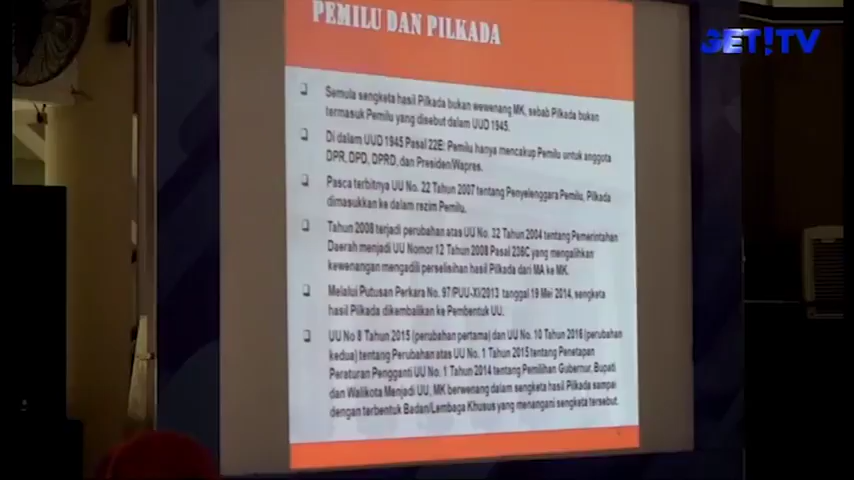 GET!TV
PEMILU DAN PILKADA
Semula sengketa hasil Pilkada bukan wewenang MK, sebab Pilkada bukan
termasuk Pemilu yang disebut dalam UUD 1945.
Di dalam UUD 1945 Pasal 22E: Pemilu hanya mencakup Pemilu untuk anggota
DPR, DPD, DPRD, dan Presiden/Wapres.
Pasca terbitnya UU No. 22 Tahun 2007 tentang Penyelenggara Pemilu, Pilkada
dimasukkan ke dalam rezim Pemilu.
Tahun 2008 terjadi perubahan atas UU No. 32 Tahun 2004 tentang Pemerintahan
Daerah menjadi UU Nomor 12 Tahun 2008 Pasal 236C yang mengalihkan
kewenangan mengadili perselisihan hasil Pilkada dari MA ke MK.
Melalui Putusan Perkara No. 97/PUU-XI/2013 tanggal 19 Mei 2014, sengketa
hasil Pilkada dikembalikan ke Pembentuk UU.
UU No 8 Tahun 2015 (perubahan pertama) dan UU No. 10 Tahun 2016 (perubahan
kedua) tentang Perubahan atas UU No. 1 Tahun 2015 tentang Penetapan
Peraturan Pengganti UU No. 1 Tahun 2014 tentang Pemilihan Gubernur, Bupati
dan Walikota Menjadi UU, MK berwenang dalam sengketa hasil Pilkada sampai
dengan terbentuk Badan/Lembaga Khusus yang menangani sengketa tersebut.